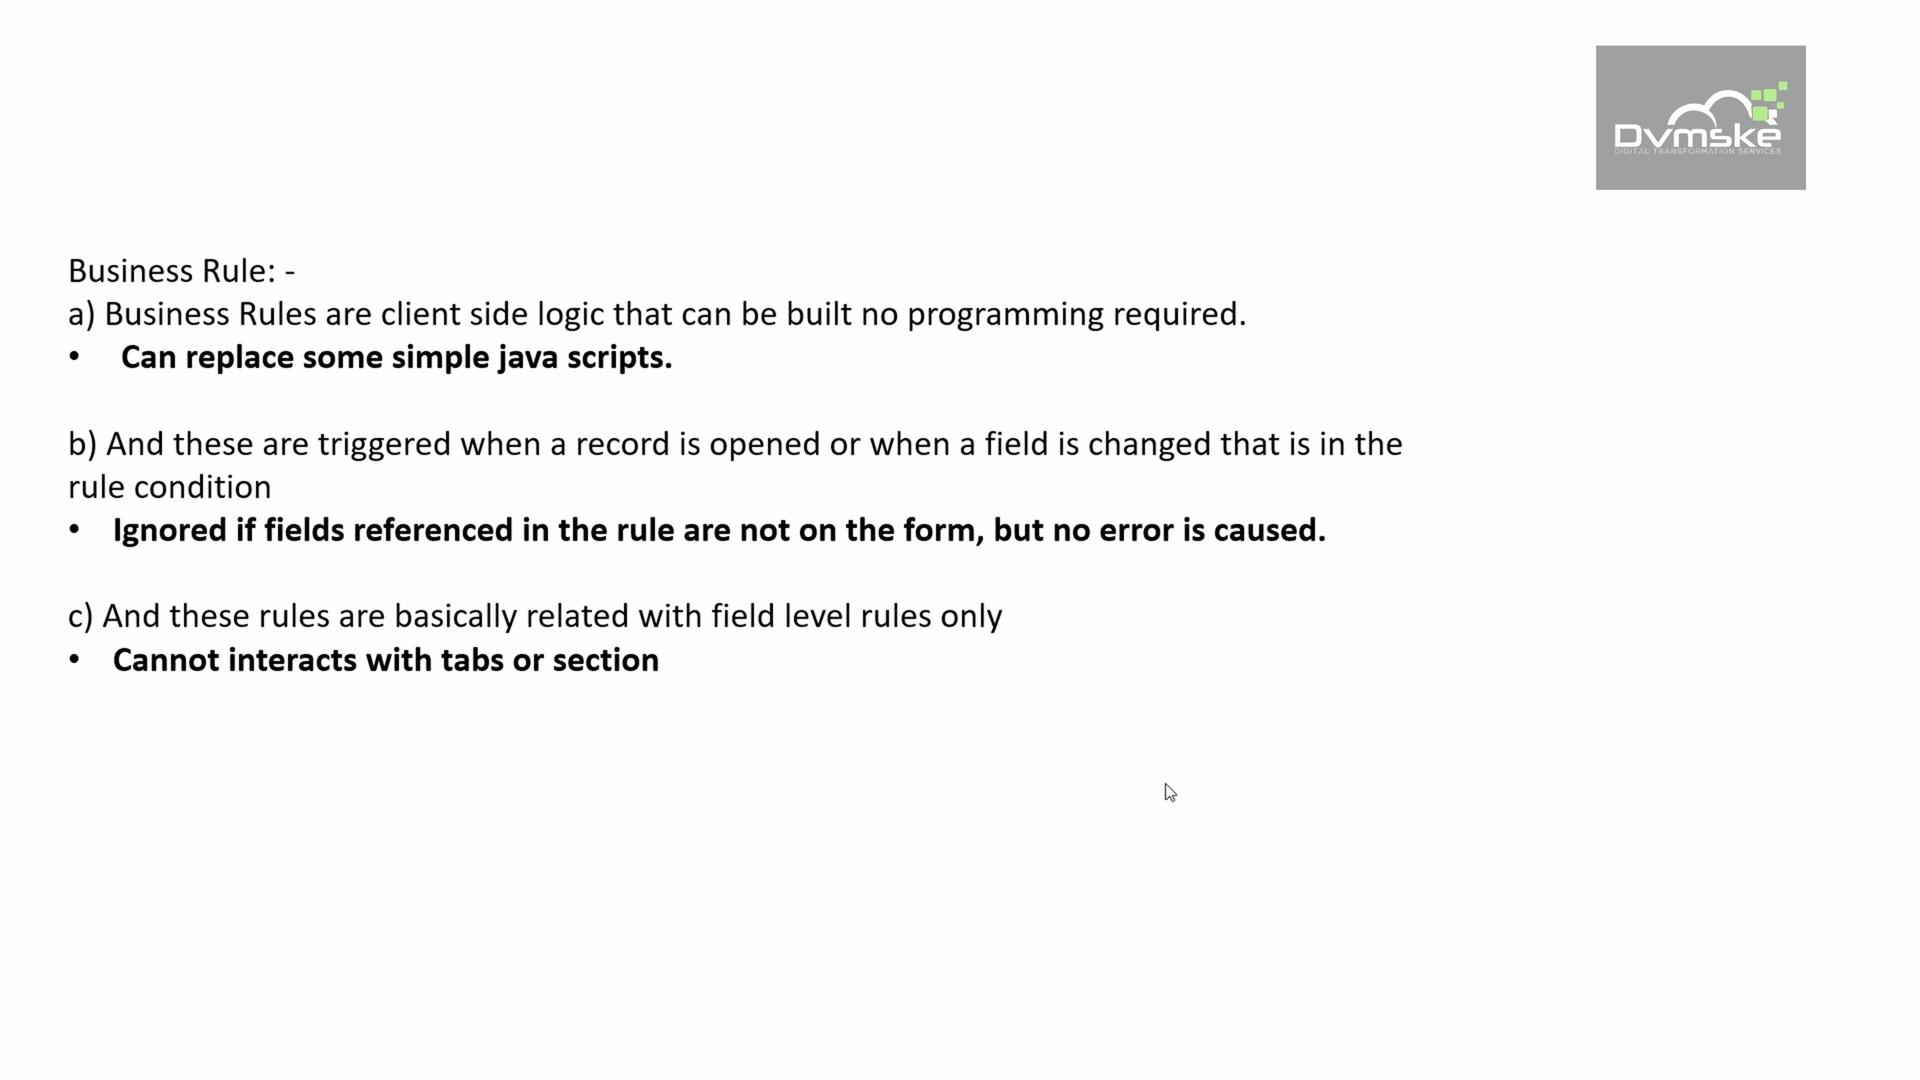 Dvmske
DIGITAL TRANSFORMATION SERVICES
Business Rule: -
a) Business Rules are client side logic that can be built no programming required.
• Can replace some simple java scripts.
b) And these are triggered when a record is opened or when a field is changed that is in the
rule condition
• Ignored if fields referenced in the rule are not on the form, but no error is caused.
c) And these rules are basically related with field level rules only
• Cannot interacts with tabs or section